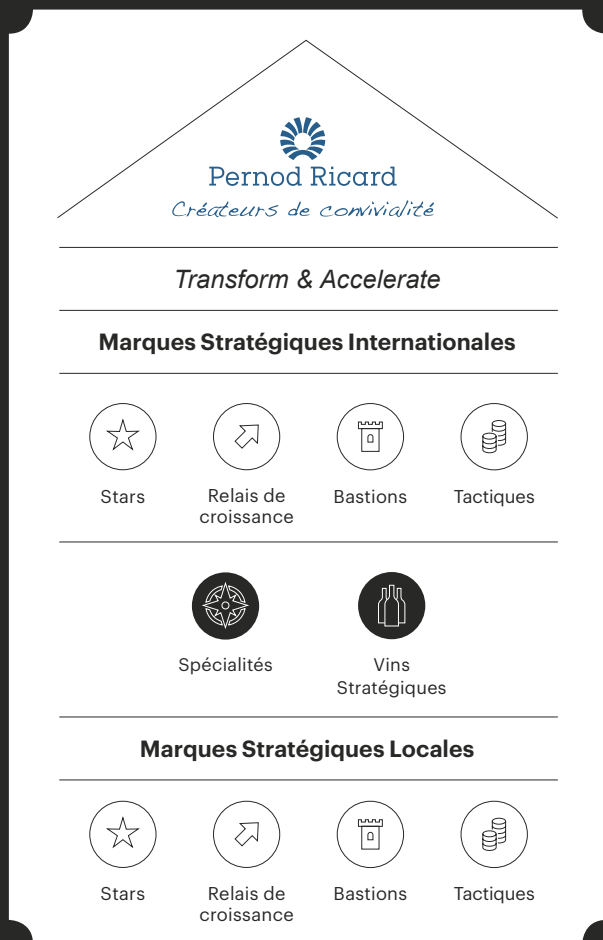 Pernod Ricard
Créateurs de convivialité
Transform & Accelerate
Marques Stratégiques Internationales
Stars
Relais de
croissance
Bastions
Tactiques
Spécialités
Vins
Stratégiques
Marques Stratégiques Locales
Stars
Relais de
croissance
Bastions
Tactiques